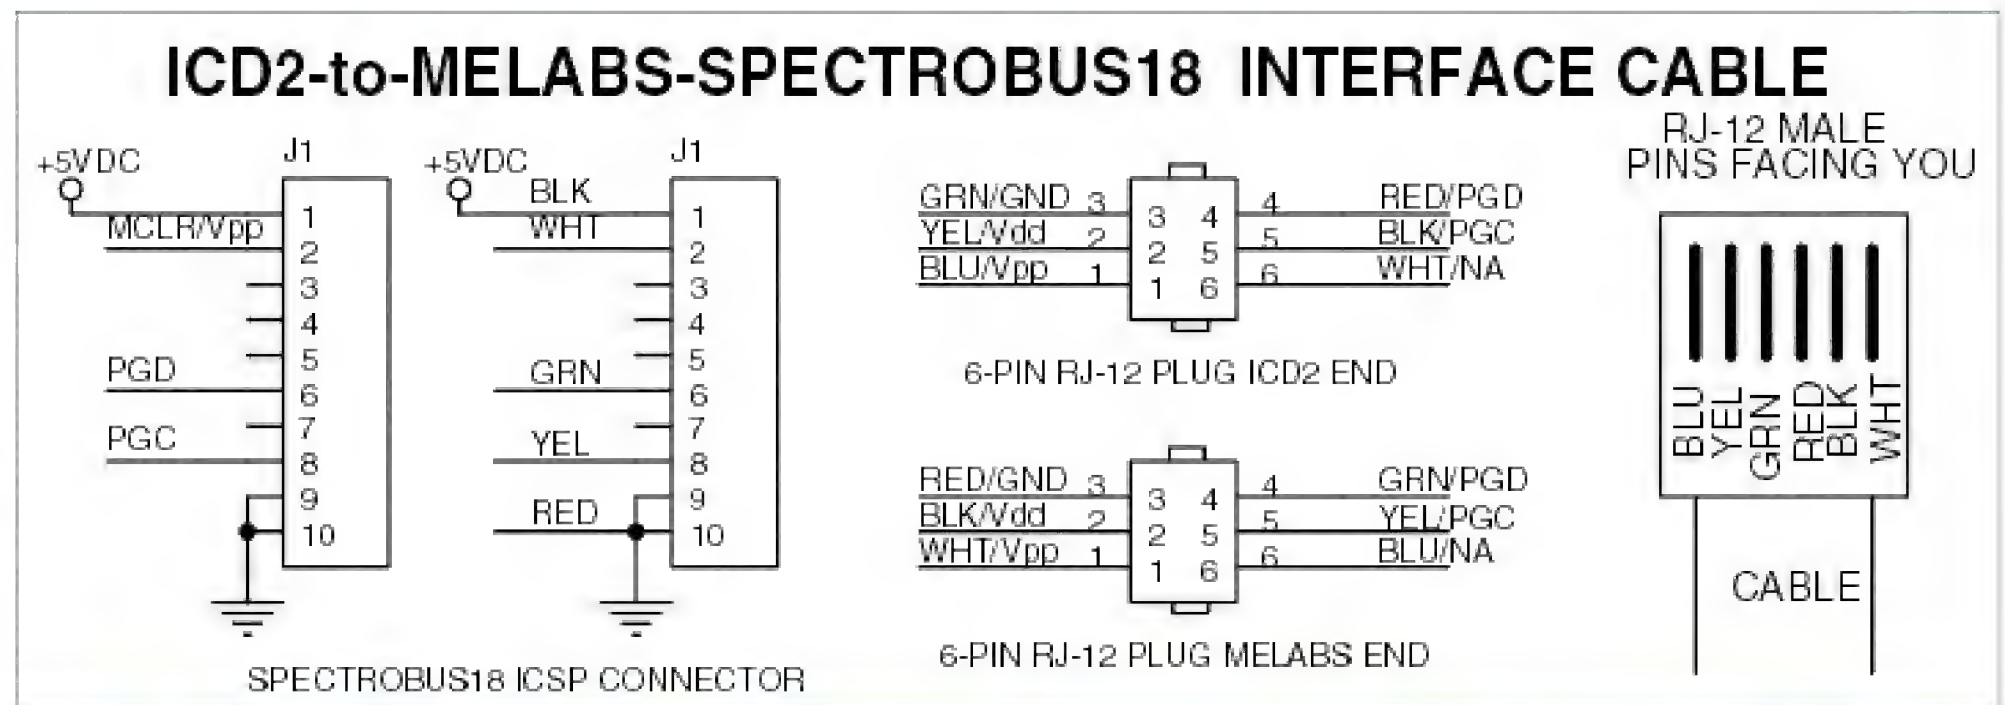 ICD2-to-MELABS-SPECTROBUS18 INTERFACE CABLE
+5VDC
J1
MCLR/Vpp
PGD
PGC
1
2
3
4
5
6
7
8
9
10
+5VDC
J1
BLK
WHT
GRN
YEL
RED
1
2
3
4
5
6
7
8
9
10
SPECTROBUS18 ICSP CONNECTOR
GRN/GND 3 3 4 4 RED/PGD
YEL/Vdd 2 2 5 5 BLK/PGC
BLU/Vpp 1 1 6 6 WHT/NA
6-PIN RJ-12 PLUG ICD2 END
RED/GND 3 3 4 4 GRN/PGD
BLK/Vdd 2 2 5 5 YEL/PGC
WHT/Vpp 1 1 6 6 BLU/NA
6-PIN RJ-12 PLUG MELABS END
RJ-12 MALE
PINS FACING YOU
BLU
YEL
GRN
RED
BLK
WHT
CABLE